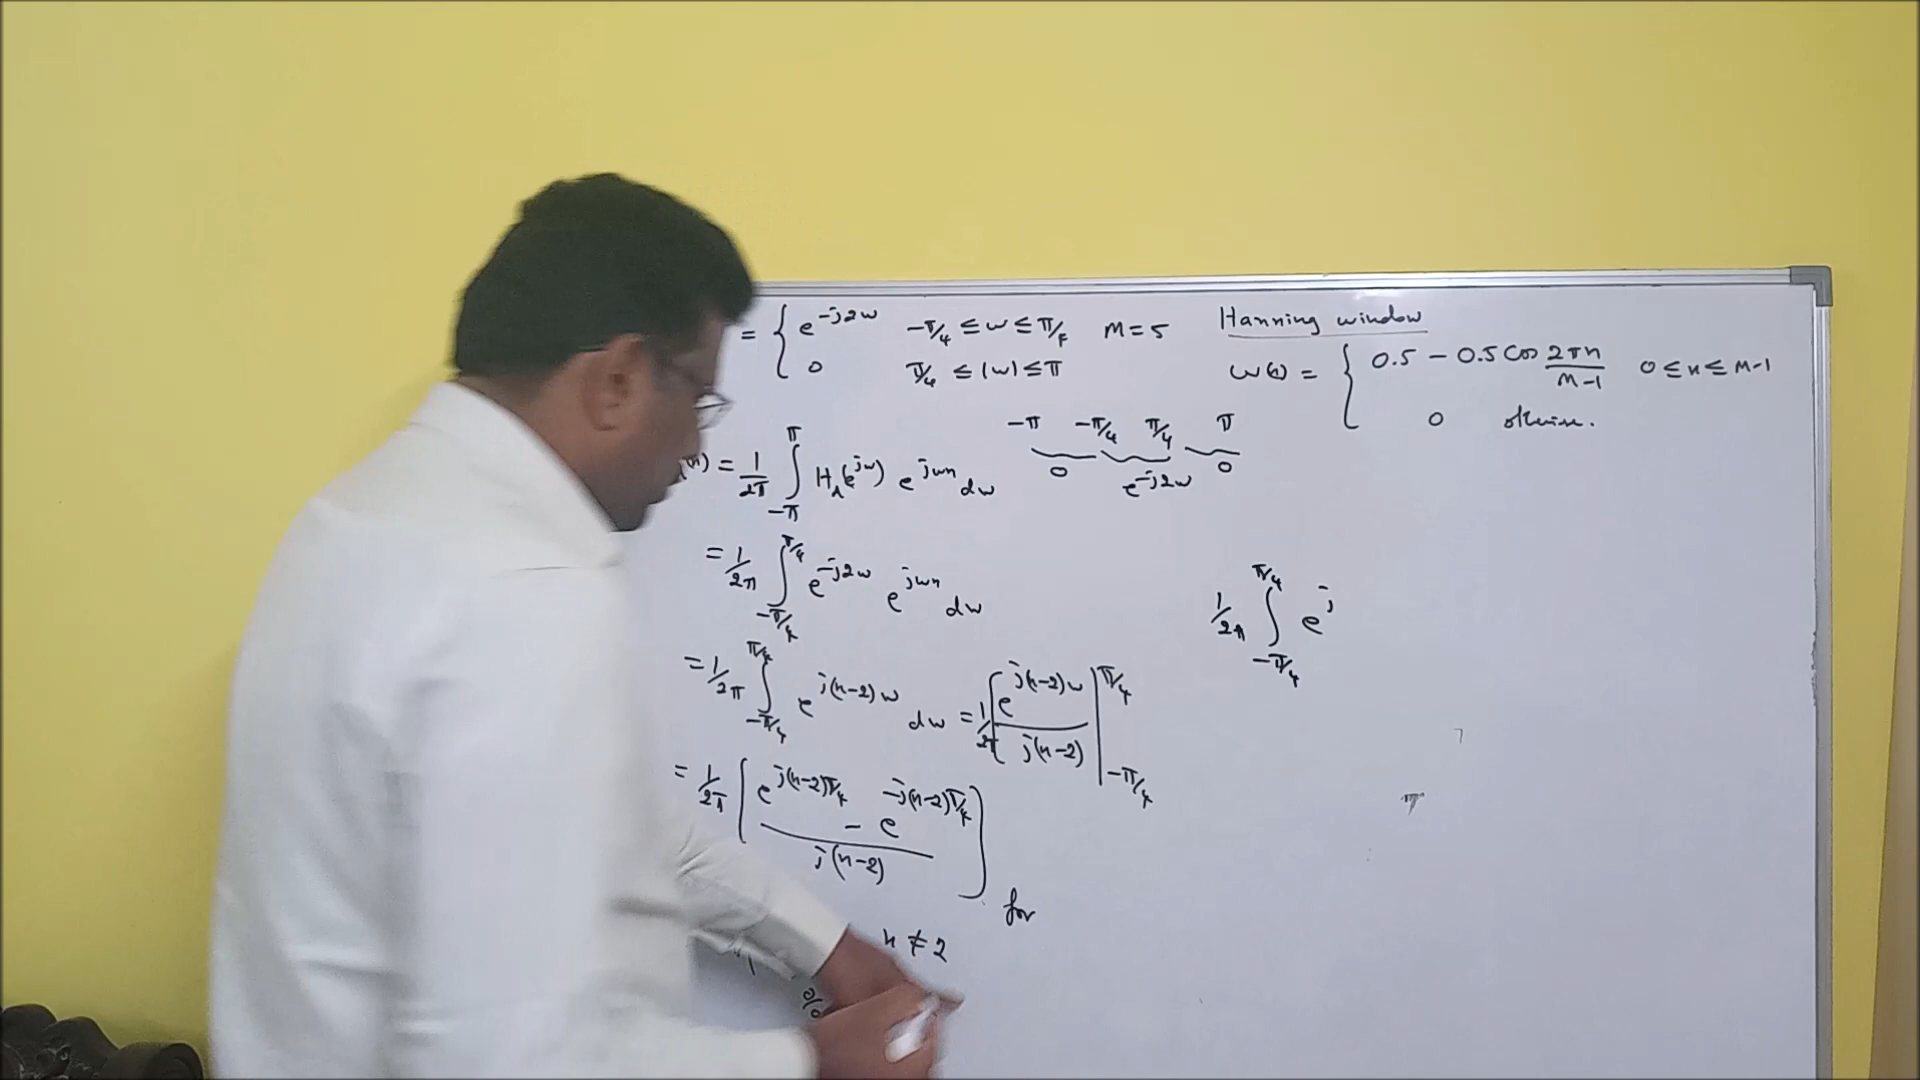 = { e^{-j2w} -π/4 ≤ w ≤ π/4 M = 5
0 π/4 ≤ |w| ≤ π
Hanning window
w(n) = { 0.5 - 0.5 Cos 2πn/(M-1) 0 ≤ n ≤ M-1
0
-π -π/4 π/4 π
0 e^{-j2w} 0
(n) = 1/2π ∫_{-π}^{π} H_d(e^{jw}) e^{jwn} dw
= 1/2π ∫_{-π/4}^{π/4} e^{-j2w} e^{jwn} dw
= 1/2π ∫_{-π/4}^{π/4} e^{j(n-2)w} dw = 1/2π [ e^{j(n-2)w} / j(n-2) |_{-π/4}^{π/4}
= 1/2π [ e^{j(n-2)π/4} - e^{-j(n-2)π/4} / j(n-2) ] for
n ≠ 2
0/0
1/2π ∫_{-π/4}^{π/4} e^{j